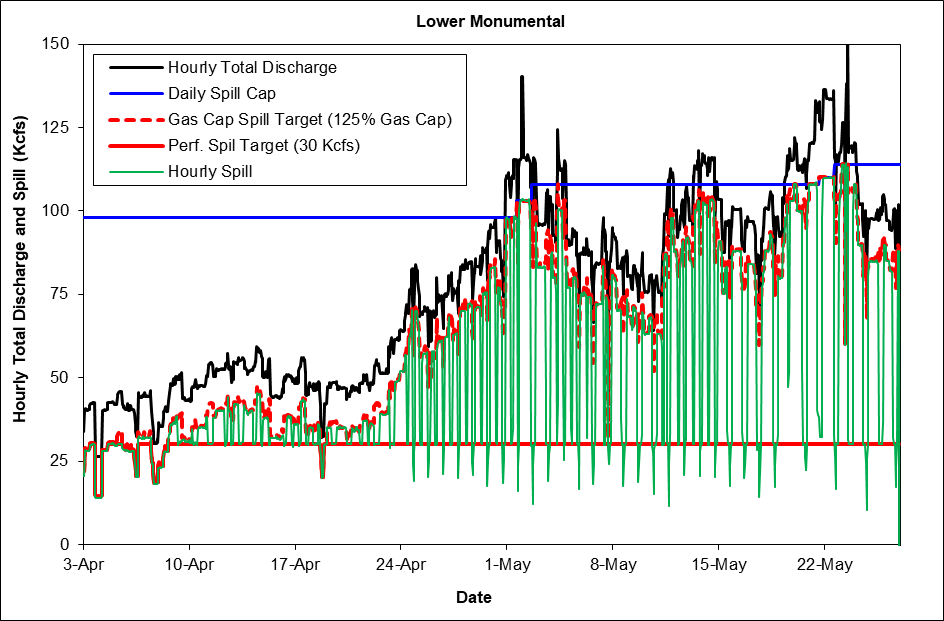 Lower Monumental
Hourly Total Discharge and Spill (Kcfs)
150
125
100
75
50
25
0
Hourly Total Discharge
Daily Spill Cap
Gas Cap Spill Target (125% Gas Cap)
Perf. Spil Target (30 Kcfs)
Hourly Spill
3-Apr 10-Apr 17-Apr 24-Apr 1-May 8-May 15-May 22-May
Date